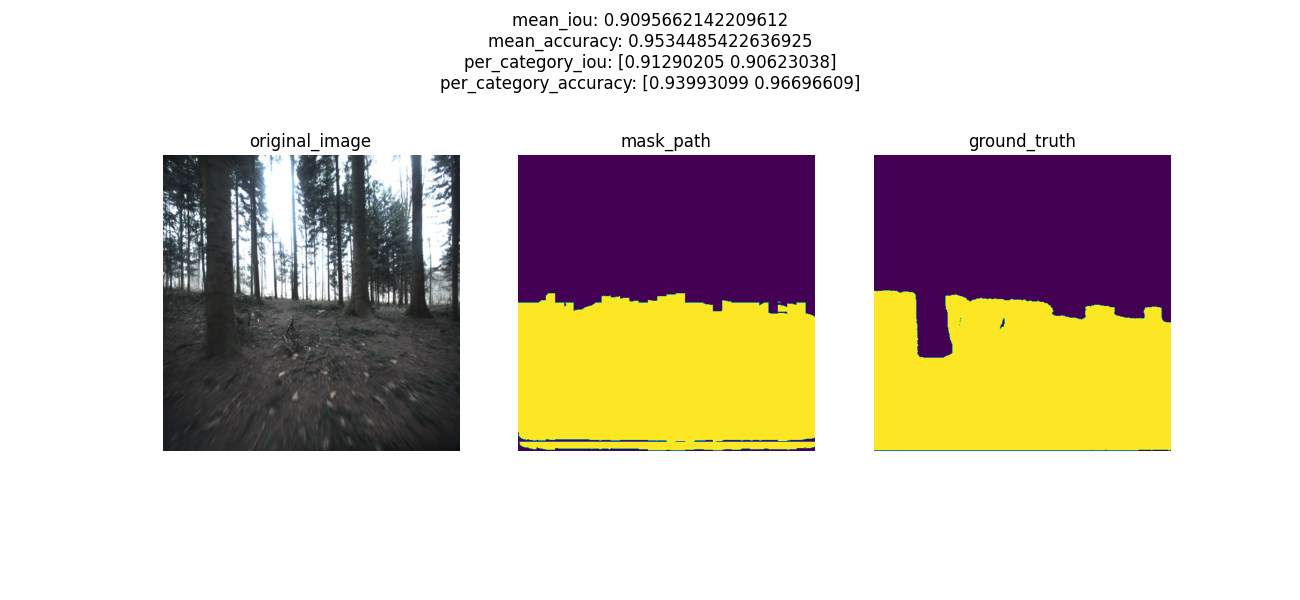 mean_iou: 0.9095662142209612
mean_accuracy: 0.9534485422636925
per_category_iou: [0.91290205 0.90623038]
per_category_accuracy: [0.93993099 0.96696609]
original_image
mask_path
ground_truth